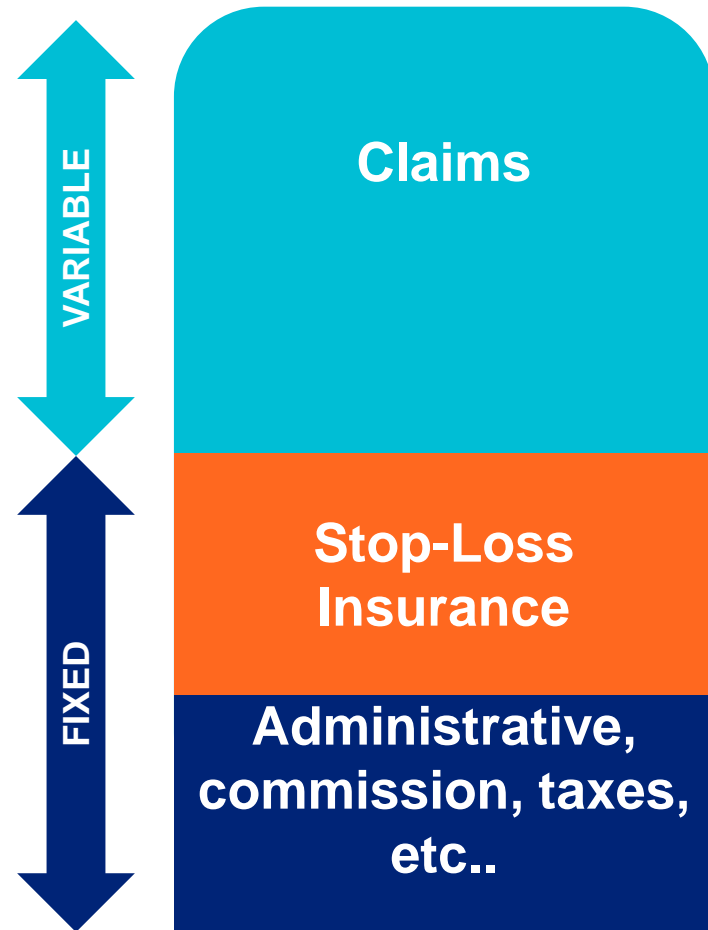 VARIABLE
Claims
Stop-Loss
Insurance
FIXED
Administrative,
commission, taxes,
etc..